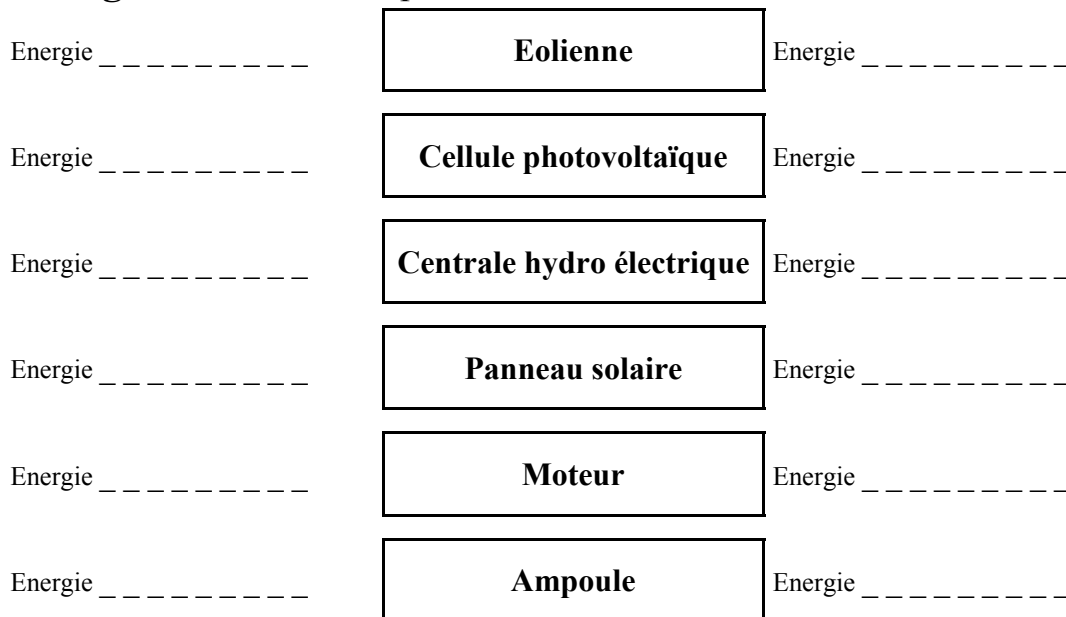 Energie _ _ _ _ _ _ _ _ _ Eolienne Energie _ _ _ _ _ _ _ _ _
Energie _ _ _ _ _ _ _ _ _ Cellule photovoltaïque Energie _ _ _ _ _ _ _ _ _
Energie _ _ _ _ _ _ _ _ _ Centrale hydro électrique Energie _ _ _ _ _ _ _ _ _
Energie _ _ _ _ _ _ _ _ _ Panneau solaire Energie _ _ _ _ _ _ _ _ _
Energie _ _ _ _ _ _ _ _ _ Moteur Energie _ _ _ _ _ _ _ _ _
Energie _ _ _ _ _ _ _ _ _ Ampoule Energie _ _ _ _ _ _ _ _ _